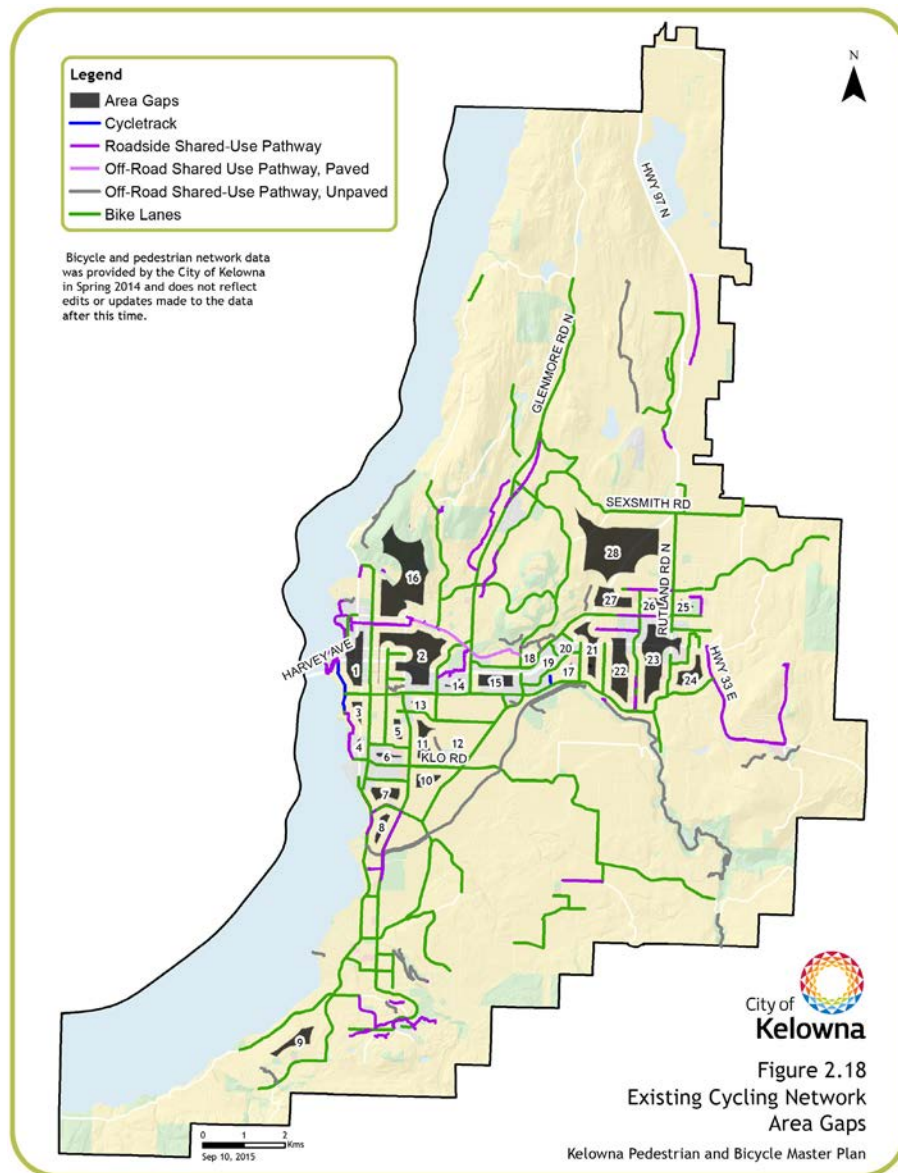 N
Legend
Area Gaps
Cycletrack
Roadside Shared-Use Pathway
Off-Road Shared Use Pathway, Paved
Off-Road Shared-Use Pathway, Unpaved
Bike Lanes
Bicycle and pedestrian network data
was provided by the City of Kelowna
in Spring 2014 and does not reflect
edits or updates made to the data
after this time.
HWY 97 N
GLENMORE RD N
SEXSMITH RD
RUTLAND RD N
28
16
27
26
25
HARVEY AVE
HWY 33 E
1
2
18
20
21
19
17
22
23
24
14
15
3
13
5
4
11
12
6
KLO RD
10
7
8
9
City of
Kelowna
Figure 2.18
Existing Cycling Network
Area Gaps
Kelowna Pedestrian and Bicycle Master Plan
0 1 2
Kms
Sep 10, 2015